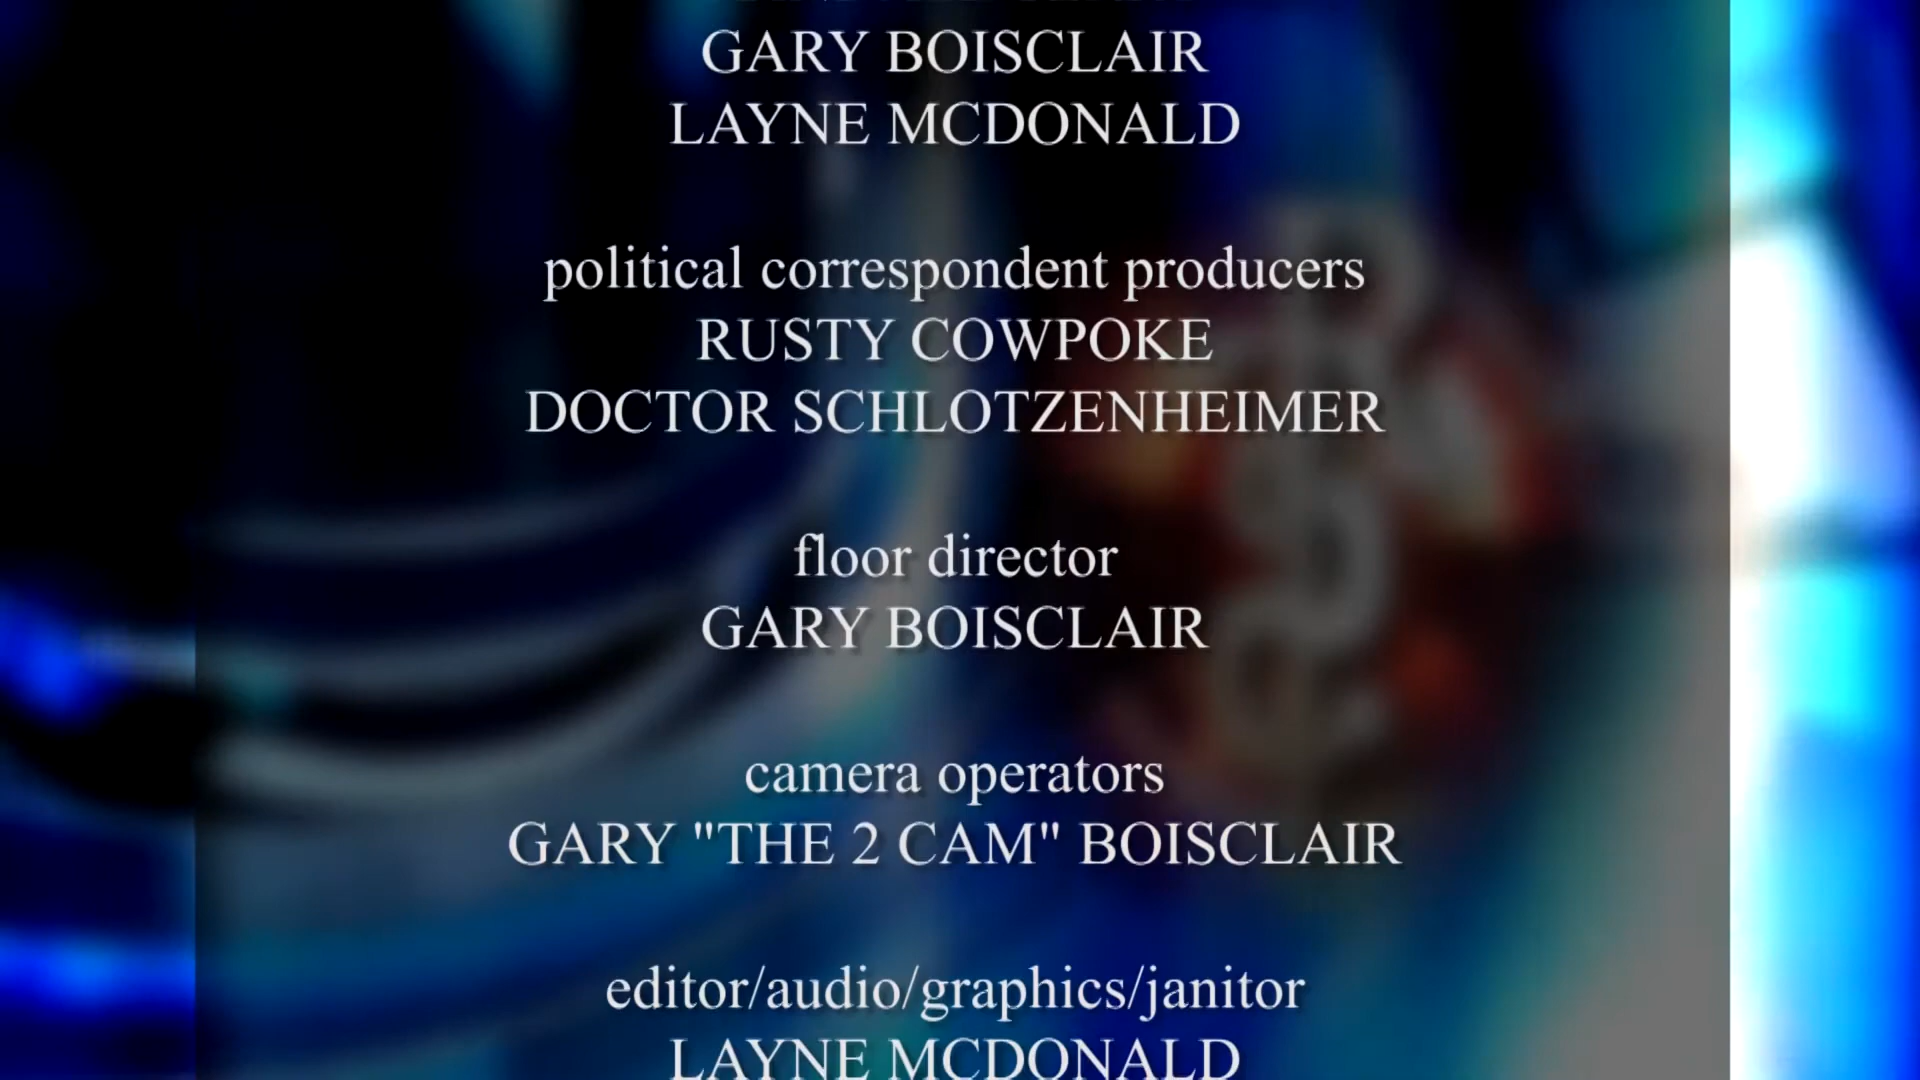 GARY BOISCLAIR
LAYNE MCDONALD
political correspondent producers
RUSTY COWPOKE
DOCTOR SCHLOTZENHEIMER
floor director
GARY BOISCLAIR
camera operators
GARY "THE 2 CAM" BOISCLAIR
editor/audio/graphics/janitor
LAYNE MCDONALD